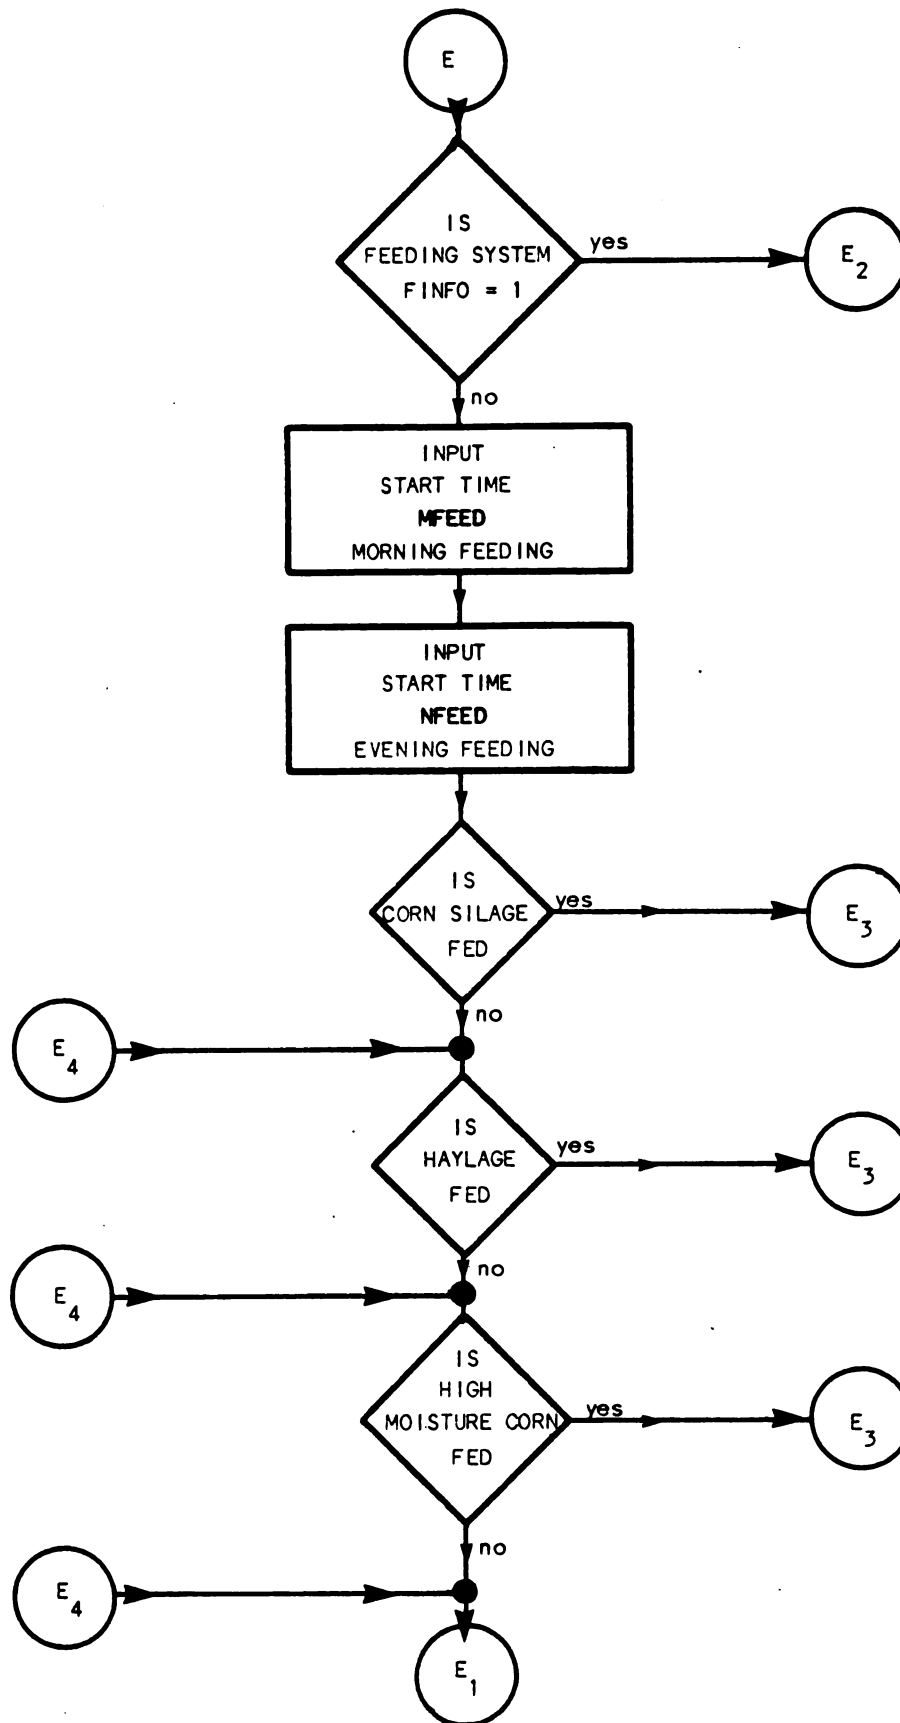 E
IS
FEEDING SYSTEM
FINFO = 1
yes
E2
no
INPUT
START TIME
MFEED
MORNING FEEDING
INPUT
START TIME
NFEED
EVENING FEEDING
IS
CORN SILAGE
FED
yes
E3
no
E4
IS
HAYLAGE
FED
yes
E3
no
E4
IS
HIGH
MOISTURE CORN
FED
yes
E3
no
E4
E1